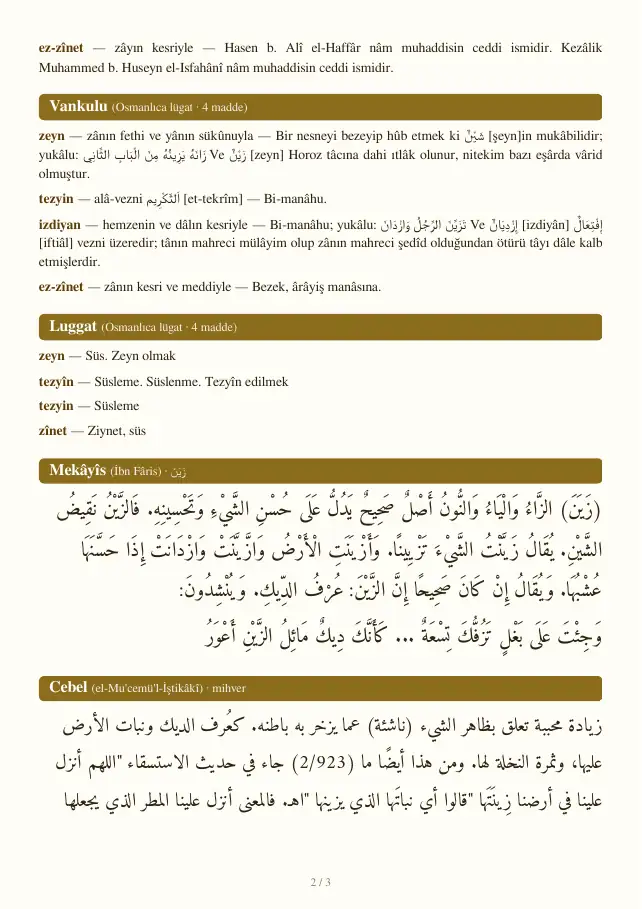 ez-zînet — zâyın kesriyle — Hasen b. Alî el-Haffâr nâm muhaddisin ceddi ismidir. Kezâlik
Muhammed b. Huseyn el-Isfahânî nâm muhaddisin ceddi ismidir.
Vankulu (Osmanlıca lügat · 4 madde)
zeyn — zânın fethi ve yânın sükûnuyla — Bir nesneyi bezeyip hûb etmek ki شَيْنٌ [şeyn]in mukâbilidir;
yukâlu: زَانَهُ يَزِينُهُ مِنَ الْبَابِ الثَّانِي Ve زَيْنٌ [zeyn] Horoz tâcına dahi ıtlâk olunur, nitekim bazı eşârda vârid
olmuştur.
tezyin — alâ-vezni اَلتَّكْرِيم [et-tekrîm] — Bi-manâhu.
izdiyan — hemzenin ve dâlın kesriyle — Bi-manâhu; yukâlu: تَزَيَّنَ الرَّجُلُ وَازْدَانَ Ve إِزْدِيَانٌ [izdiyân] إِفْتِعَالٌ
[iftiâl] vezni üzeredir; tânın mahreci mülâyim olup zânın mahreci şedîd olduğundan ötürü tâyı dâle kalb
etmişlerdir.
ez-zînet — zânın kesri ve meddiyle — Bezek, ârâyiş manâsına.
Luggat (Osmanlıca lügat · 4 madde)
zeyn — Süs. Zeyn olmak
tezyîn — Süsleme. Süslenme. Tezyîn edilmek
tezyin — Süsleme
zînet — Ziynet, süs
Mekâyîs (İbn Fâris) · زَيَنَ
(زَيَنَ) الزَّاءُ وَالْيَاءُ وَالنُّونُ أَصْلٌ صَحِيحٌ يَدُلُّ عَلَى حُسْنِ الشَّيْءِ وَتَحْسِينِهِ. فَالزَّيْنُ نَقِيضُ
الشَّيْنِ. يُقَالُ زَيَّنْتُ الشَّيْءَ تَزْيِينًا. وَأَزْيَنَتِ الْأَرْضُ وَازَّيَّنَتْ وَازْدَانَتْ إِذَا حَسَّنَهَا
عُشْبُهَا. وَيُقَالُ إِنْ كَانَ صَحِيحًا إِنَّ الزَّيْنَ: عُرْفُ الدِّيكِ. وَيُنْشِدُونَ:
وَجِئْتَ عَلَى بَغْلٍ تَزُفُّكَ تِسْعَةٌ ... كَأَنَّكَ دِيكٌ مَائِلُ الزَّيْنِ أَعْوَرُ
Cebel (el-Mu'cemü'l-İştikâkî) · mihver
زيادة محببة تعلق بظاهر الشيء (ناشئة) عما يزخر به باطنه. كعُرف الديك ونبات الأرض
عليها، وثمرة النخلة لها. ومن هذا أيضًا ما (2/923) جاء في حديث الاستسقاء "اللهم أنزل
علينا في أرضنا زِينَتَها "قالوا أي نباتَها الذي يزينها "اهـ. فالمعنى أنزل علينا المطر الذي يجعلها
2 / 3